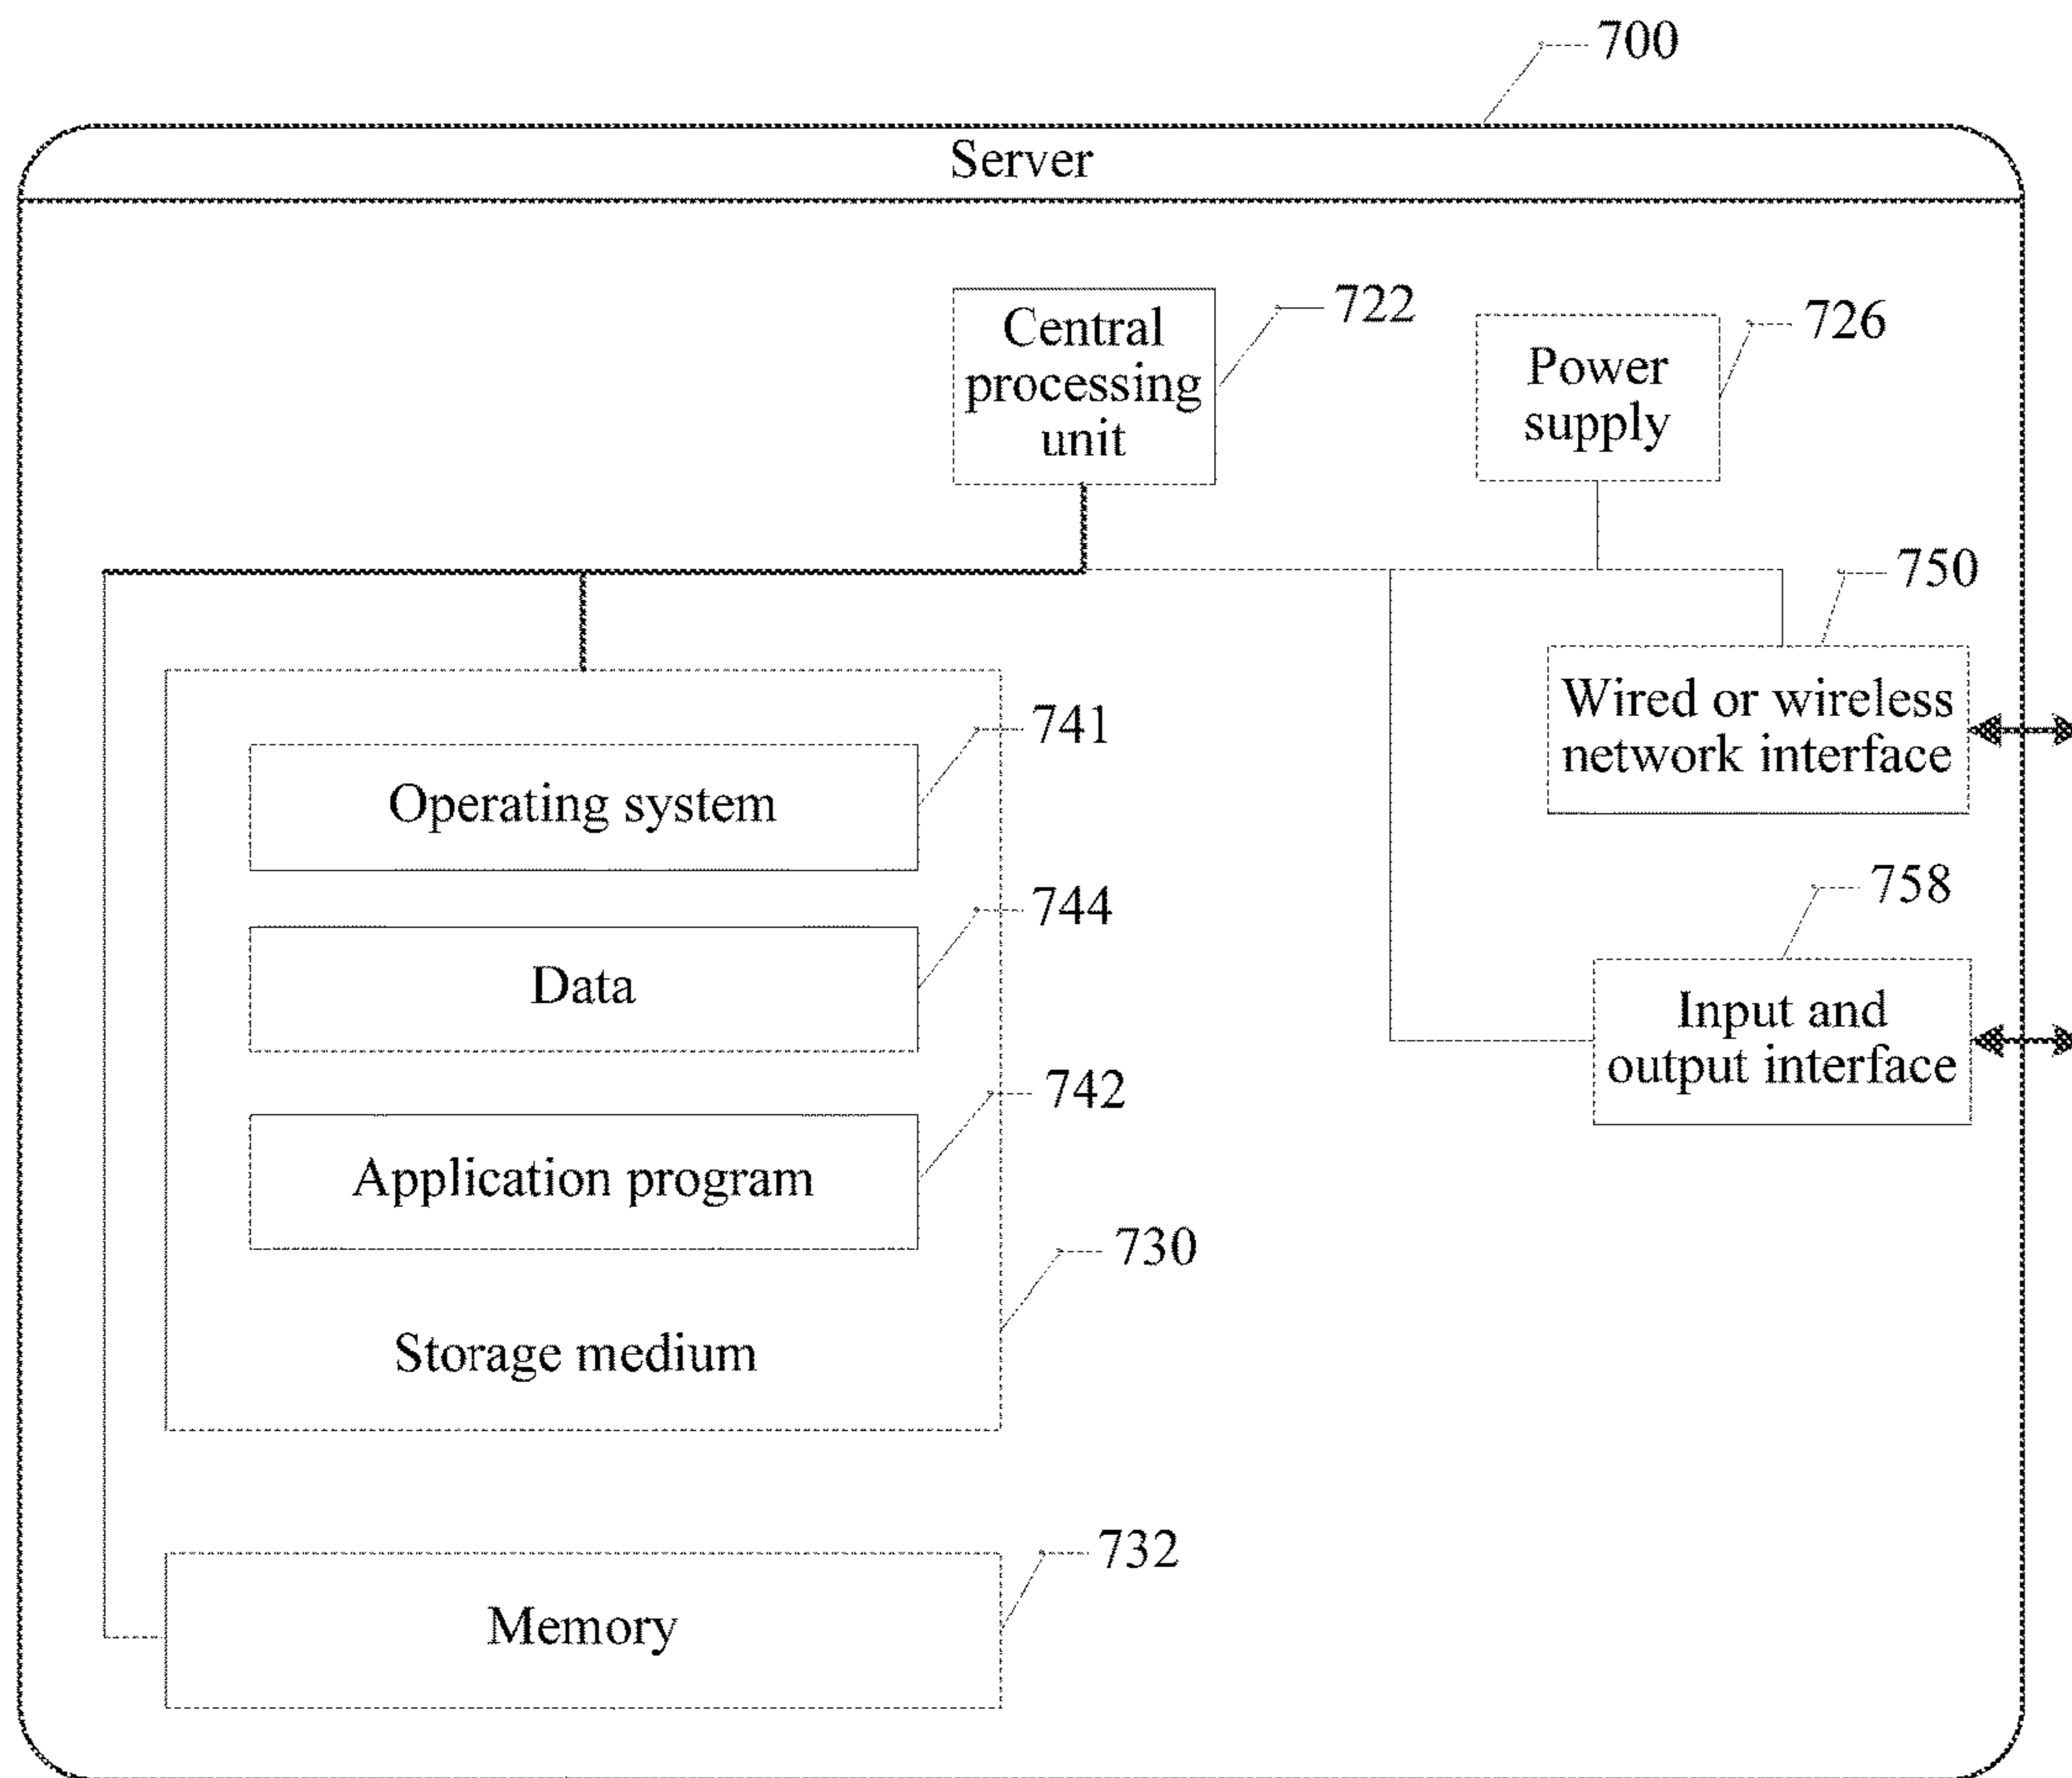 700
Server
Central
processing
unit
722
Power
supply
726
750
Wired or wireless
network interface
741
Operating system
744
Data
758
Input and
output interface
742
Application program
730
Storage medium
732
Memory